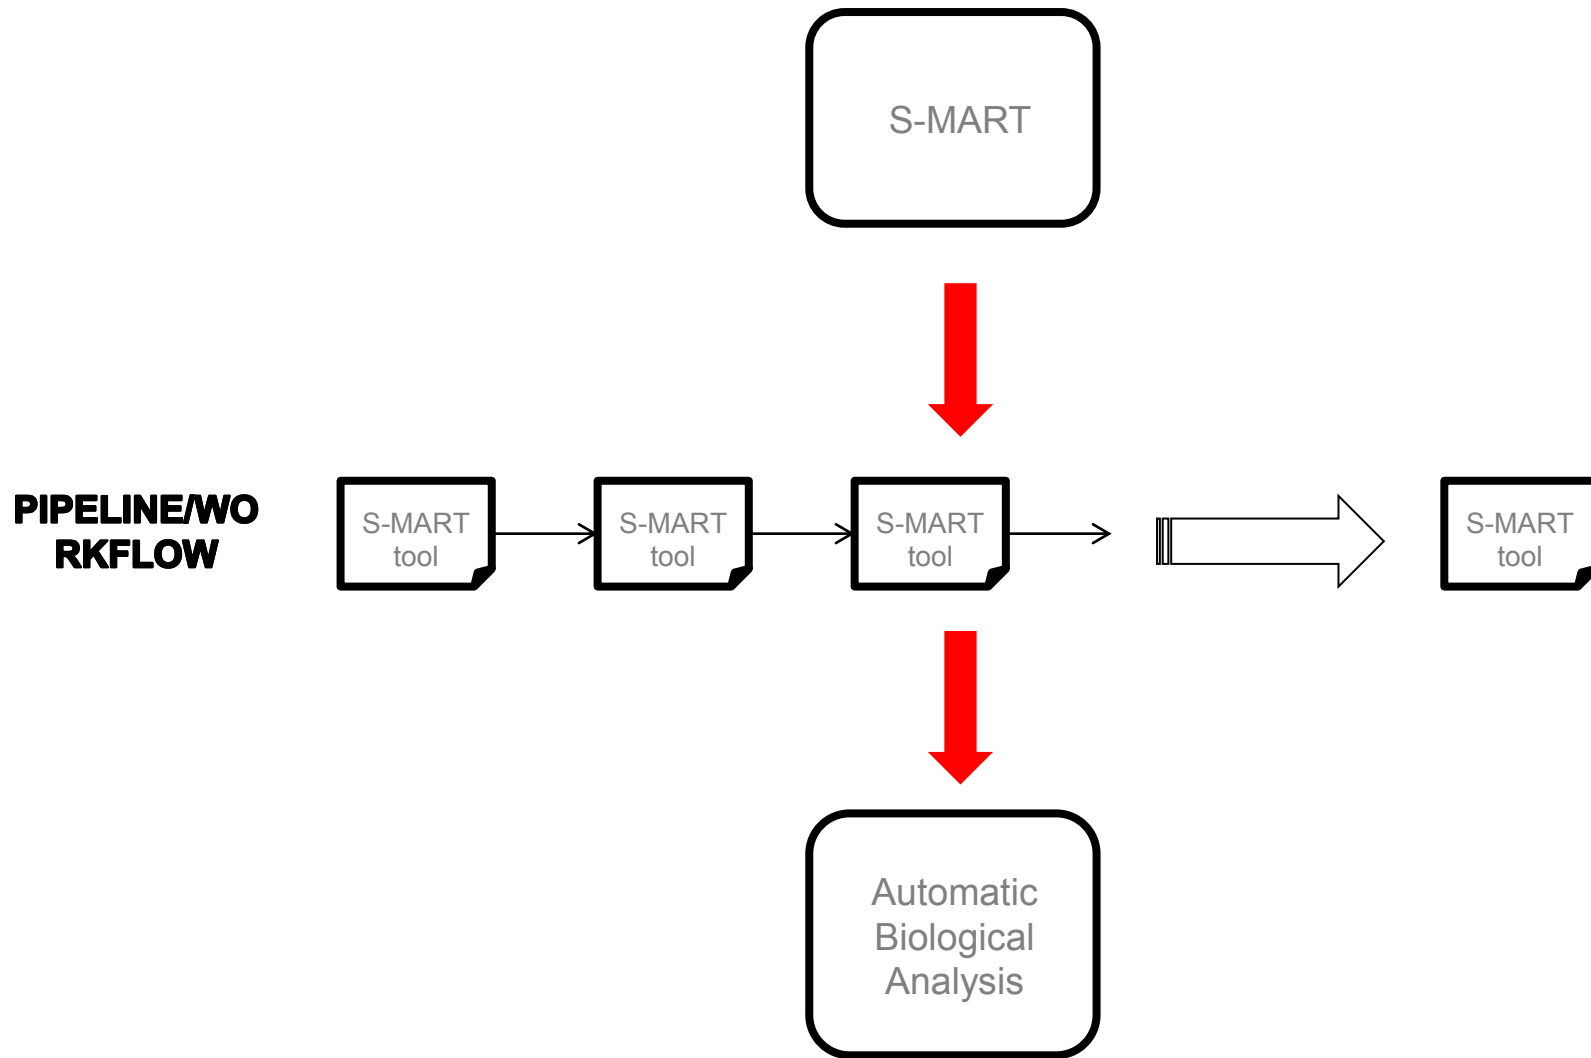 S-MART
PIPELINE/WO
RKFLOW
S-MART
tool
S-MART
tool
S-MART
tool
S-MART
tool
Automatic
Biological
Analysis